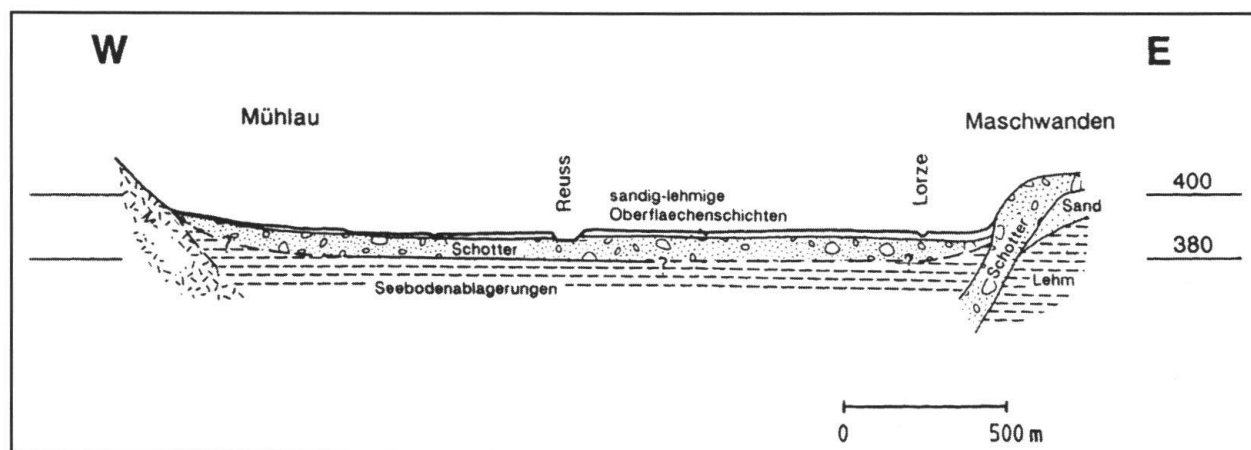 W
E
Mühlau
Maschwanden
Reuss
Lorze
sandig-lehmige
Oberflaechenschichten
400
Sand
M
?
Schotter
?
?
Schotter
380
Seebodenablagerungen
Lehm
0
500 m